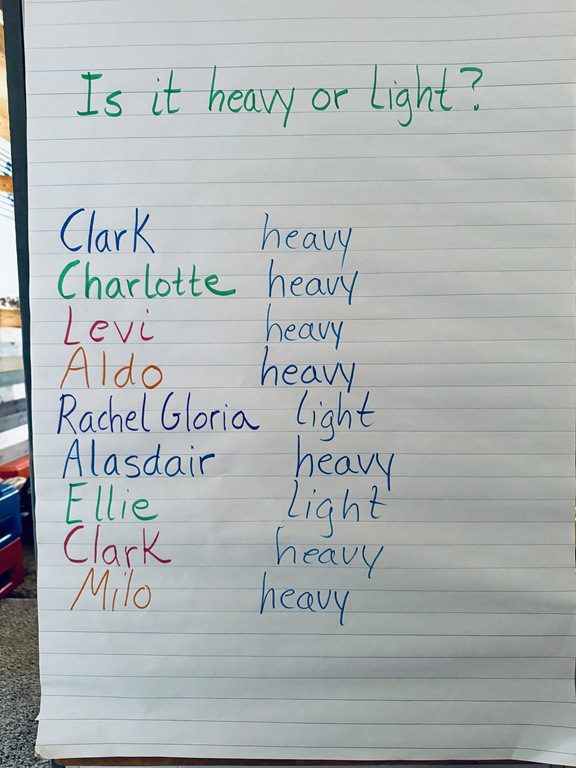 Is it heavy or light?
Clark heavy
Charlotte heavy
Levi heavy
Aldo heavy
Rachel Gloria light
Alasdair heavy
Ellie light
Clark heavy
Milo heavy